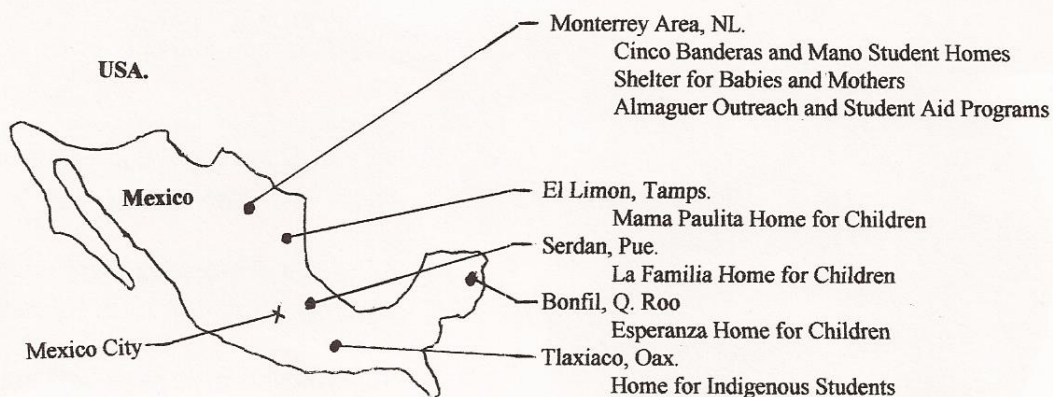 Monterrey Area, NL.
Cinco Banderas and Mano Student Homes
Shelter for Babies and Mothers
Almaguer Outreach and Student Aid Programs
USA.
Mexico
El Limon, Tamps.
Mama Paulita Home for Children
Serdan, Pue.
La Familia Home for Children
Bonfil, Q. Roo
Esperanza Home for Children
Mexico City
Tlaxiaco, Oax.
Home for Indigenous Students